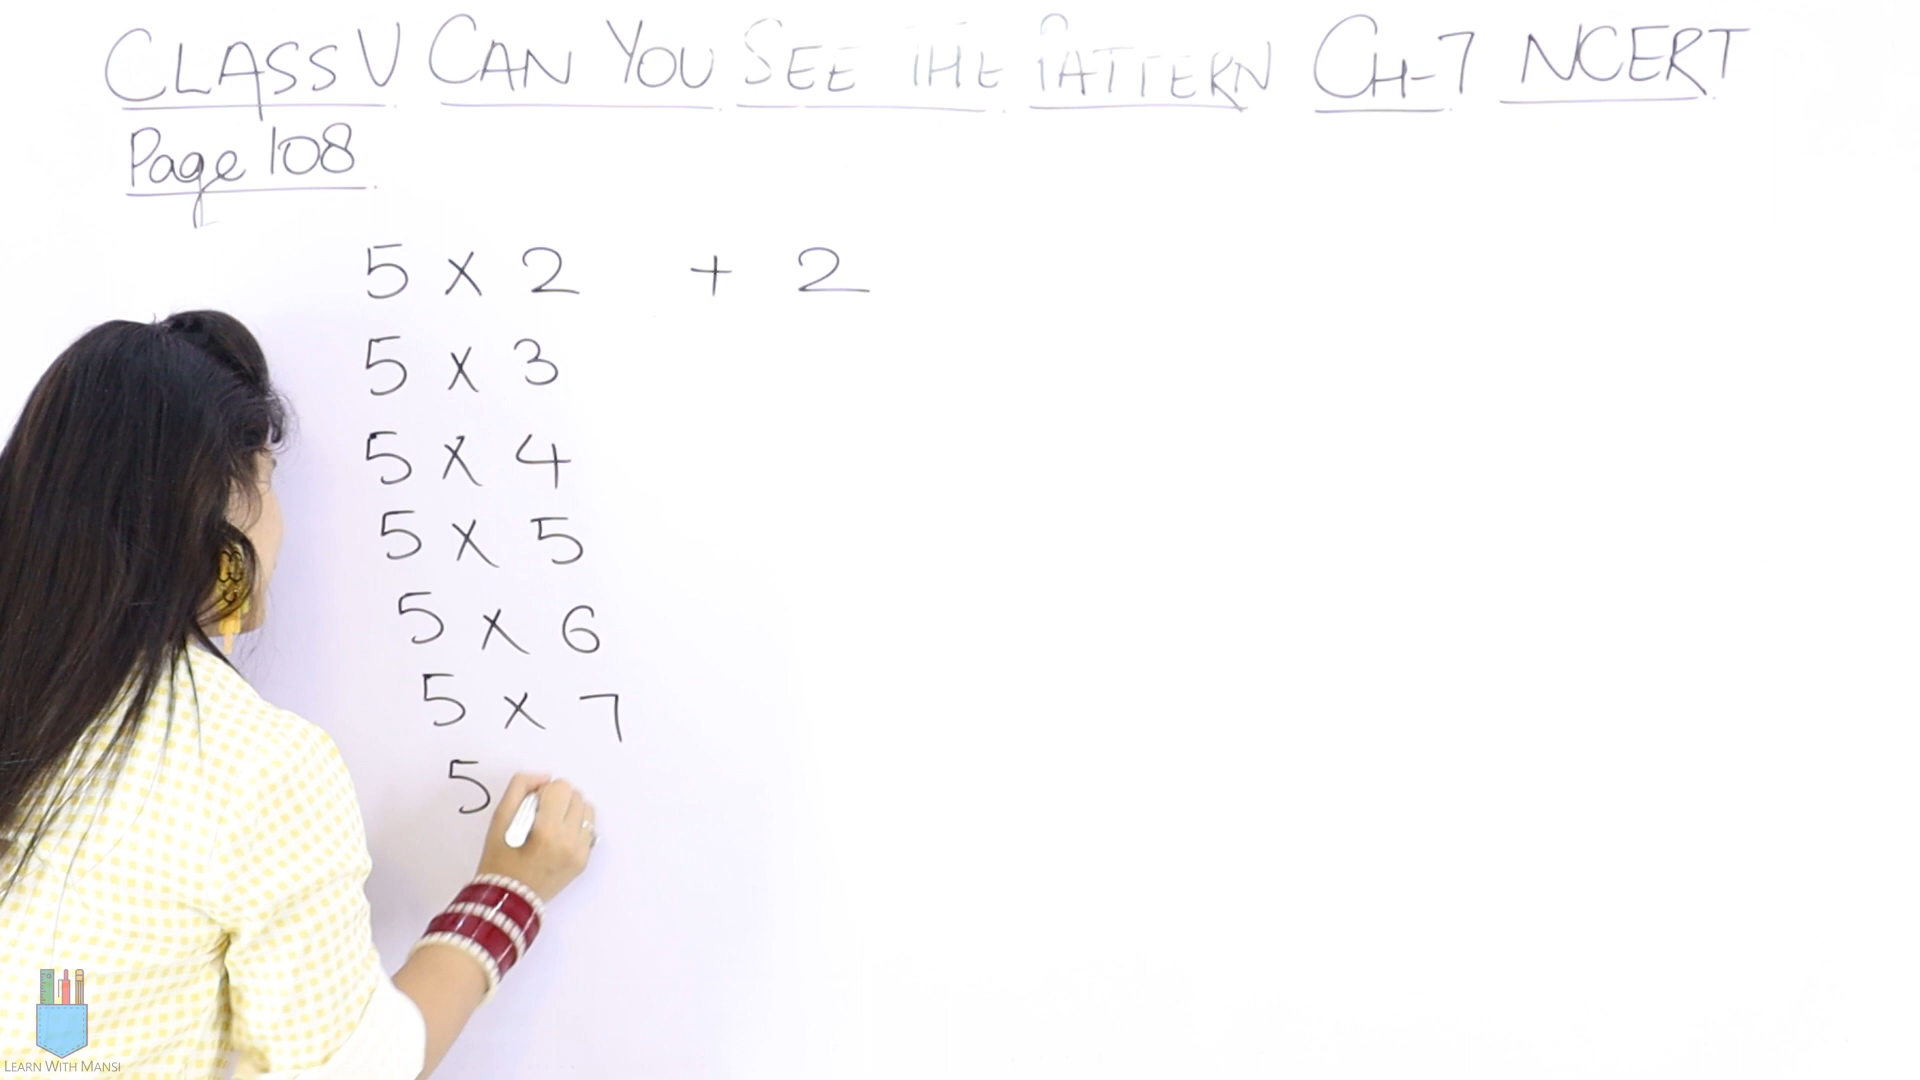 CLASS V CAN YOU SEE THE PATTERN CH-7 NCERT
Page 108
5 x 2 + 2
5 x 3
5 x 4
5 x 5
5 x 6
5 x 7
5
LEARN WITH MANSI